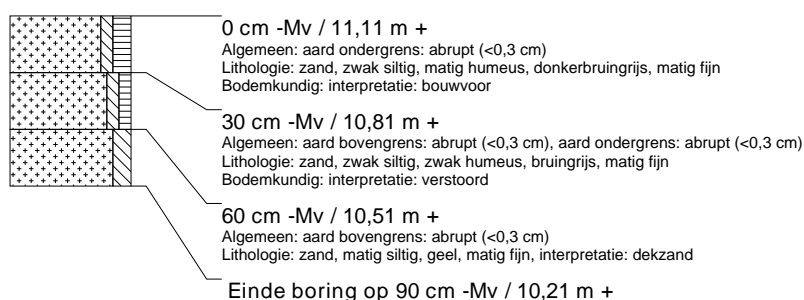 0 cm -Mv / 11,11 m +
Algemeen: aard ondergrens: abrupt (<0,3 cm)
Lithologie: zand, zwak siltig, matig humeus, donkerbruingrijs, matig fijn
Bodemkundig: interpretatie: bouwvoor
30 cm -Mv / 10,81 m +
Algemeen: aard bovengrens: abrupt (<0,3 cm), aard ondergrens: abrupt (<0,3 cm)
Lithologie: zand, zwak siltig, zwak humeus, bruingrijs, matig fijn
Bodemkundig: interpretatie: verstoord
60 cm -Mv / 10,51 m +
Algemeen: aard bovengrens: abrupt (<0,3 cm)
Lithologie: zand, matig siltig, geel, matig fijn, interpretatie: dekzand
Einde boring op 90 cm -Mv / 10,21 m +